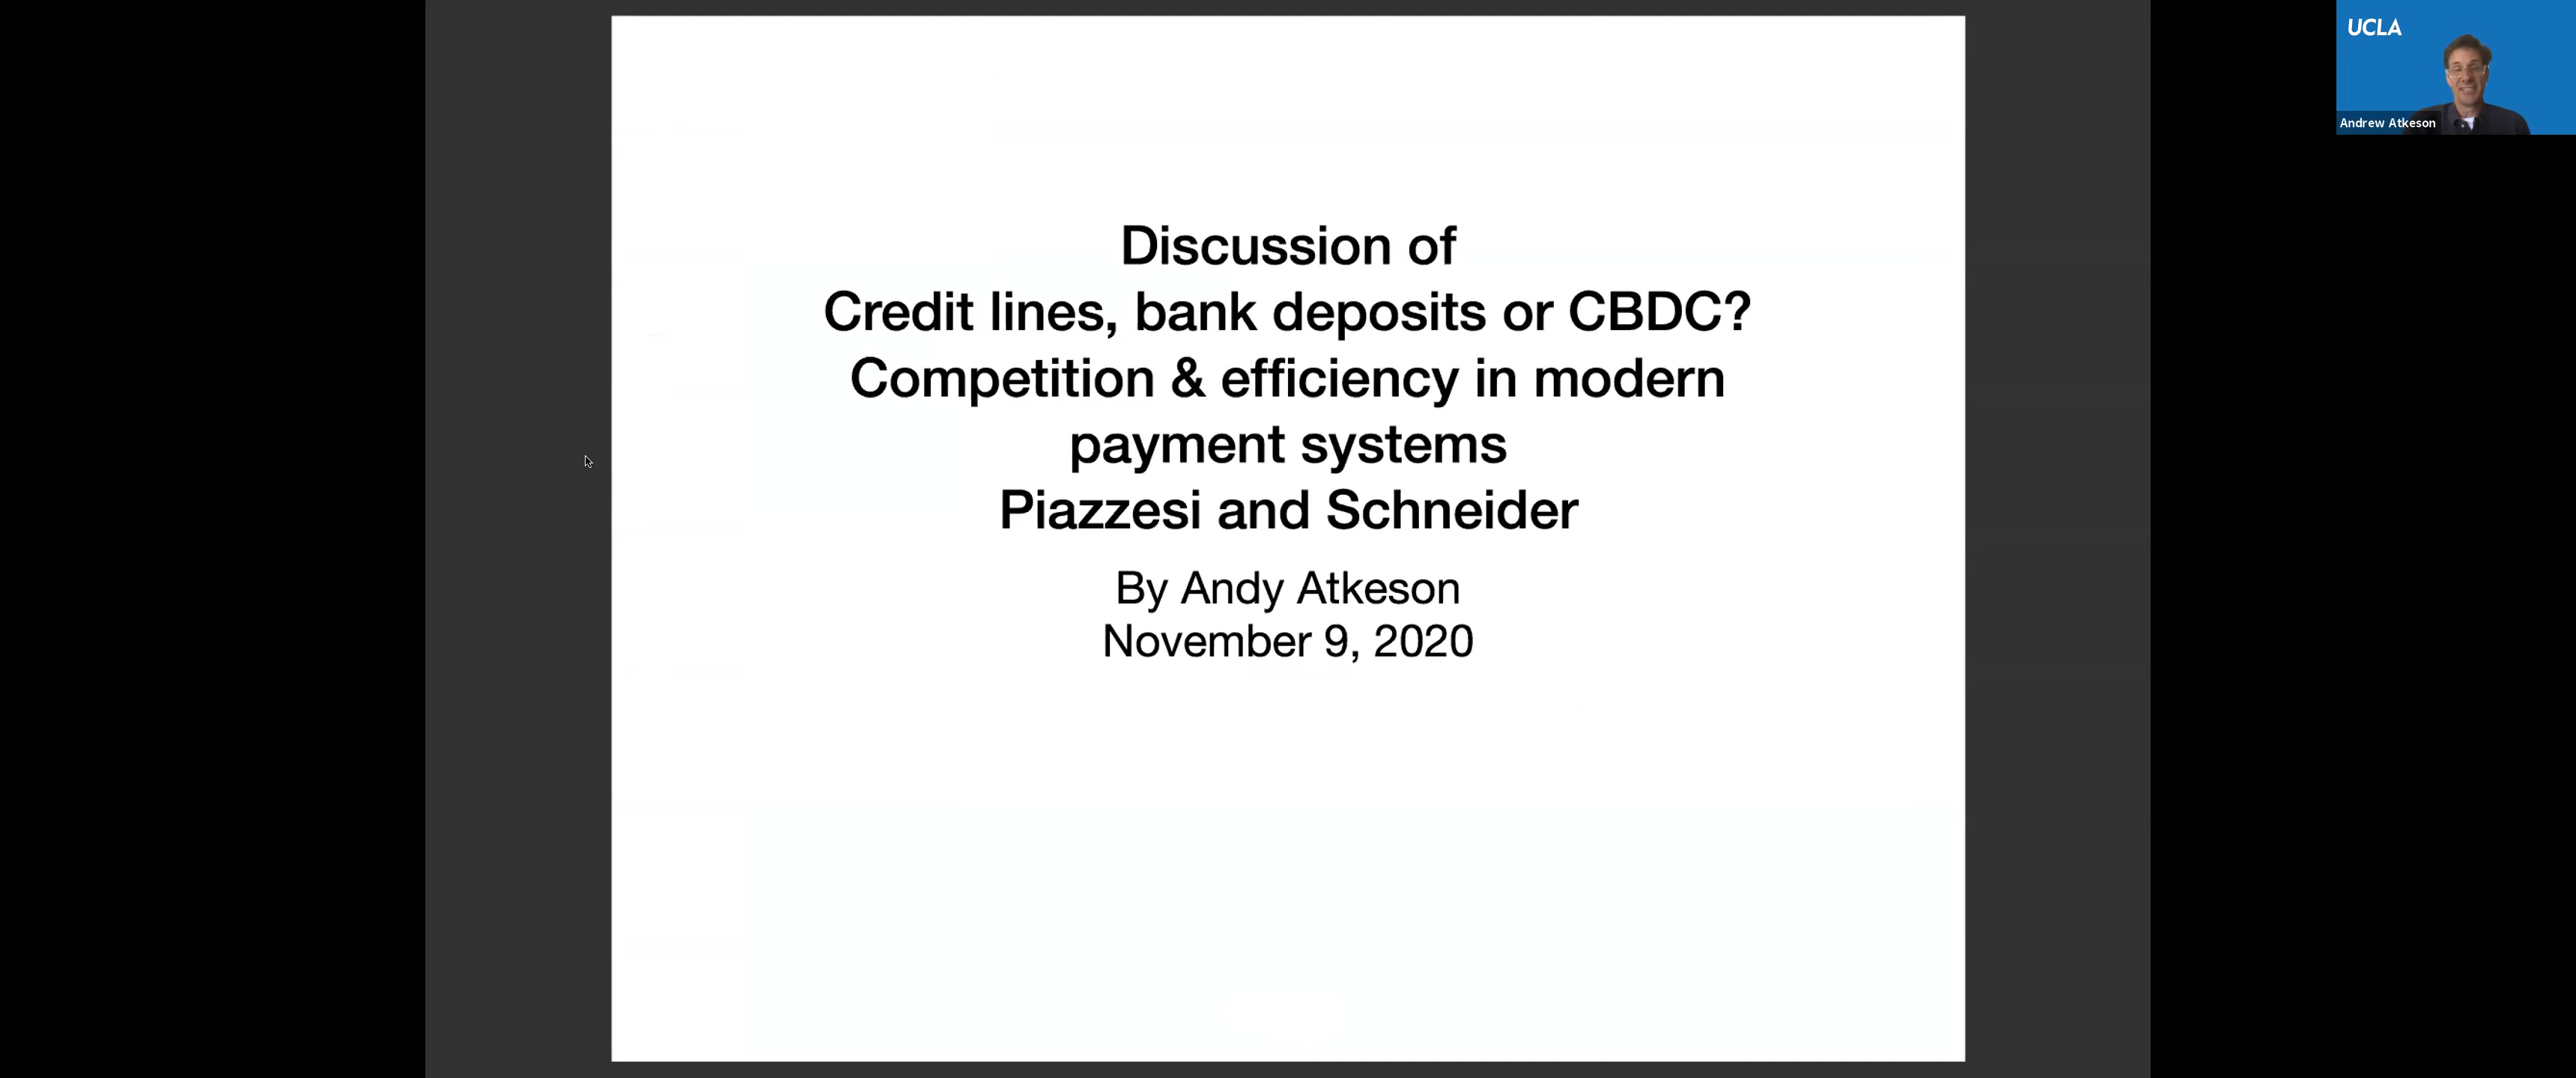 UCLA
Andrew Atkeson
Discussion of
Credit lines, bank deposits or CBDC?
Competition & efficiency in modern
payment systems
Piazzesi and Schneider
By Andy Atkeson
November 9, 2020